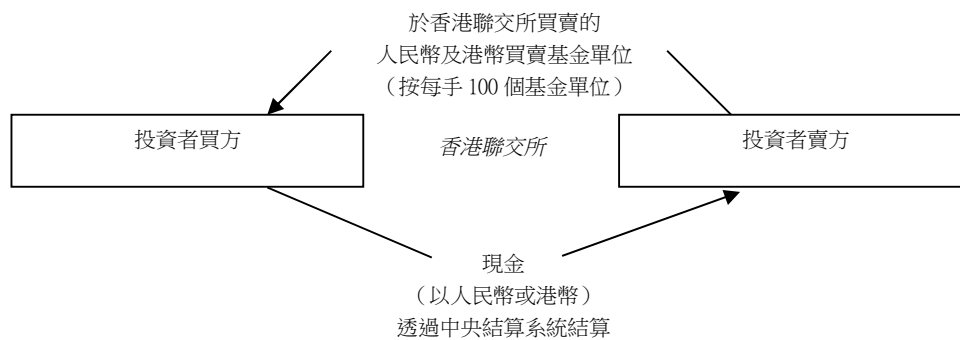 於香港聯交所買賣的
人民幣及港幣買賣基金單位
（按每手 100 個基金單位）
投資者買方
香港聯交所
投資者賣方
現金
（以人民幣或港幣）
透過中央結算系統結算